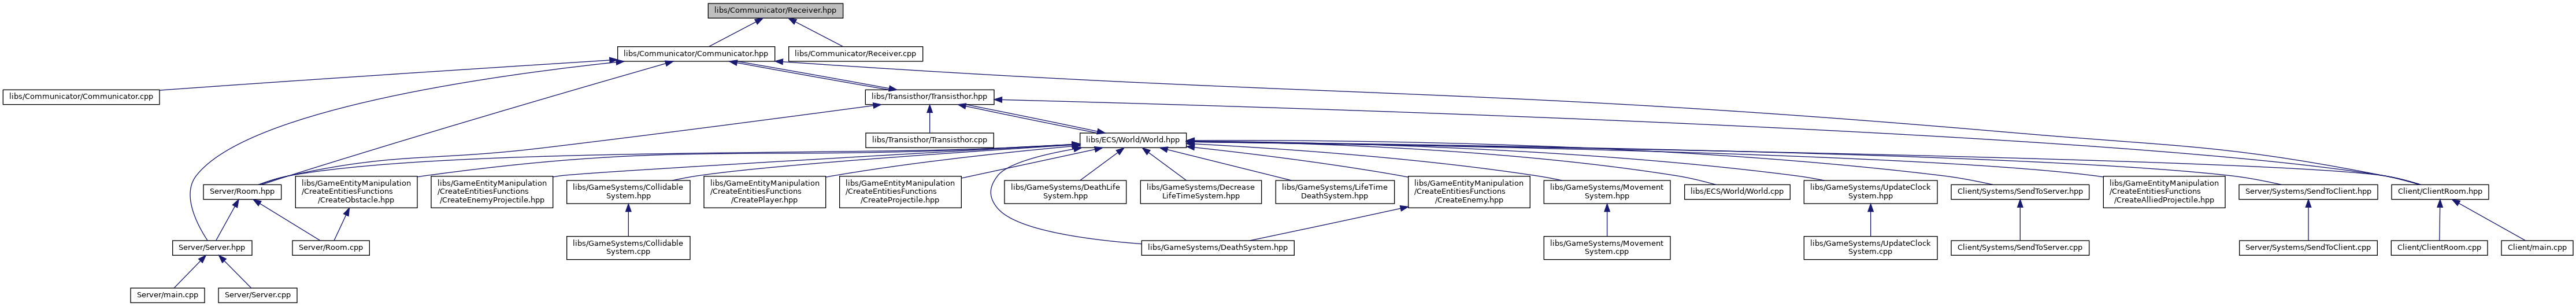 libs/Communicator/Receiver.hpp
libs/Communicator/Communicator.hpp
libs/Communicator/Receiver.cpp
libs/Communicator/Communicator.cpp
libs/Transisthor/Transisthor.hpp
libs/Transisthor/Transisthor.cpp
libs/ECS/World/World.hpp
Server/Room.hpp
libs/GameEntityManipulation
/CreateEntitiesFunctions
/CreateObstacle.hpp
libs/GameEntityManipulation
/CreateEntitiesFunctions
/CreateEnemyProjectile.hpp
libs/GameSystems/Collidable
System.hpp
libs/GameEntityManipulation
/CreateEntitiesFunctions
/CreatePlayer.hpp
libs/GameEntityManipulation
/CreateEntitiesFunctions
/CreateProjectile.hpp
libs/GameSystems/DeathLife
System.hpp
libs/GameSystems/Decrease
LifeTimeSystem.hpp
libs/GameSystems/LifeTime
DeathSystem.hpp
libs/GameEntityManipulation
/CreateEntitiesFunctions
/CreateEnemy.hpp
libs/GameSystems/Movement
System.hpp
libs/ECS/World/World.cpp
libs/GameSystems/UpdateClock
System.hpp
Client/Systems/SendToServer.hpp
libs/GameEntityManipulation
/CreateEntitiesFunctions
/CreateAlliedProjectile.hpp
Server/Systems/SendToClient.hpp
Client/ClientRoom.hpp
Server/Server.hpp
Server/Room.cpp
libs/GameSystems/Collidable
System.cpp
libs/GameSystems/DeathSystem.hpp
libs/GameSystems/Movement
System.cpp
libs/GameSystems/UpdateClock
System.cpp
Client/Systems/SendToServer.cpp
Server/Systems/SendToClient.cpp
Client/ClientRoom.cpp
Client/main.cpp
Server/main.cpp
Server/Server.cpp